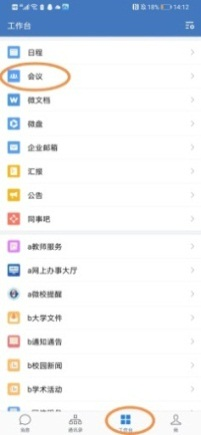 14:12
工作台
日程
会议
微文档
微盘
企业邮箱
汇报
公告
同事吧
a教师服务
a网上办事大厅
a微校提醒
b大学文件
b通知通告
b校园新闻
b学术活动
消息
通讯录
工作台
我